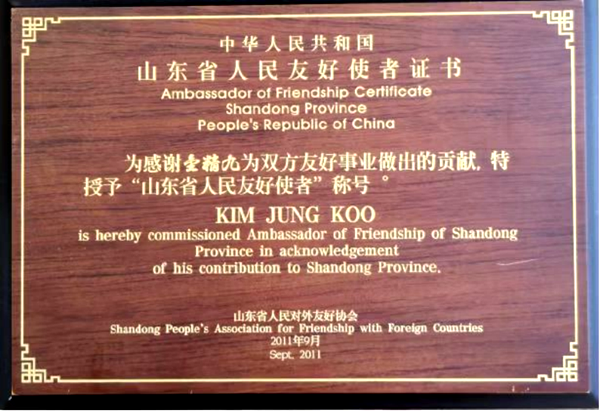 中华人民共和国
山东省人民友好使者证书
Ambassador of Friendship Certificate
Shandong Province
People's Republic of China
为感谢金精九为双方友好事业做出的贡献, 特
授予“山东省人民友好使者”称号。
KIM JUNG KOO
is hereby commissioned Ambassador of Friendship of Shandong
Province in acknowledgement
of his contribution to Shandong Province.
山东省人民对外友好协会
Shandong People's Association for Friendship with Foreign Countries
2011年9月
Sept. 2011